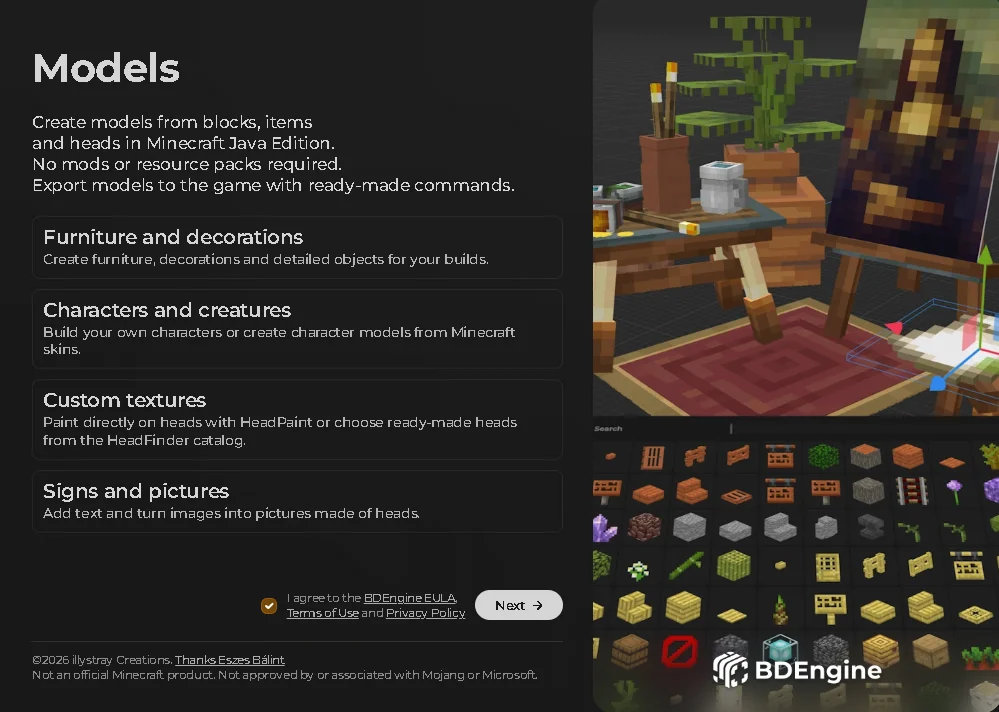 Models
Create models from blocks, items
and heads in Minecraft Java Edition.
No mods or resource packs required.
Export models to the game with ready-made commands.
Furniture and decorations
Create furniture, decorations and detailed objects for your builds.
Characters and creatures
Build your own characters or create character models from Minecraft
skins.
Custom textures
Paint directly on heads with HeadPaint or choose ready-made heads
from the HeadFinder catalog.
Signs and pictures
Add text and turn images into pictures made of heads.
I agree to the BDEngine EULA,
Terms of Use and Privacy Policy
Next →
©2026 illystray Creations. Thanks Eszes Bálint
Not an official Minecraft product. Not approved by or associated with Mojang or Microsoft.
Search
BDEngine